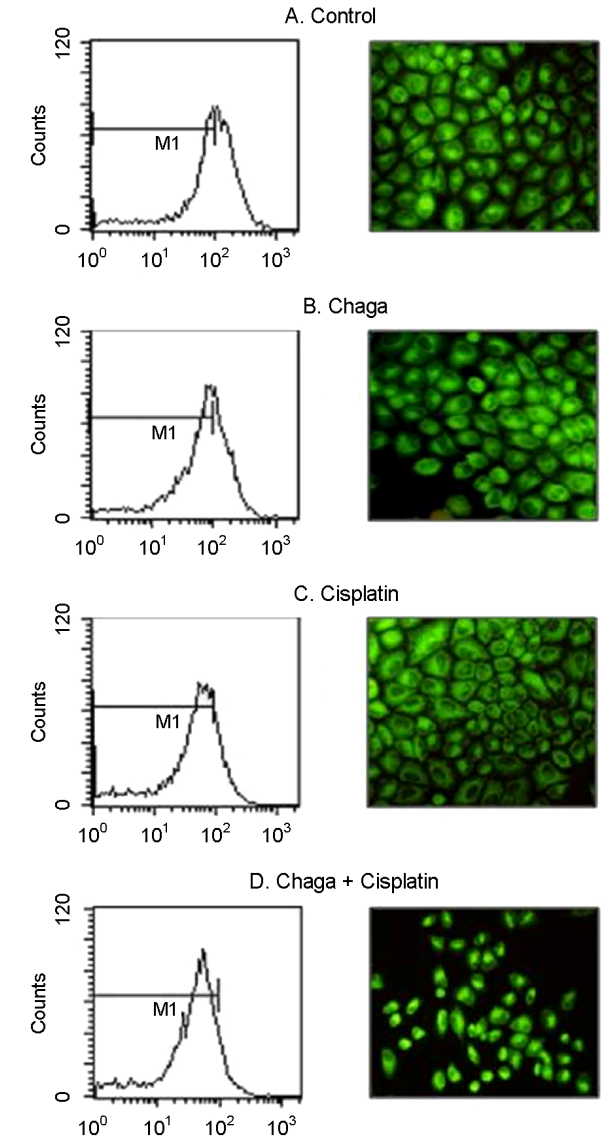 A. Control
120
Counts
M1
0
10⁰ 10¹ 10² 10³
B. Chaga
120
Counts
M1
0
10⁰ 10¹ 10² 10³
C. Cisplatin
120
Counts
M1
0
10⁰ 10¹ 10² 10³
D. Chaga + Cisplatin
120
Counts
M1
0
10⁰ 10¹ 10² 10³